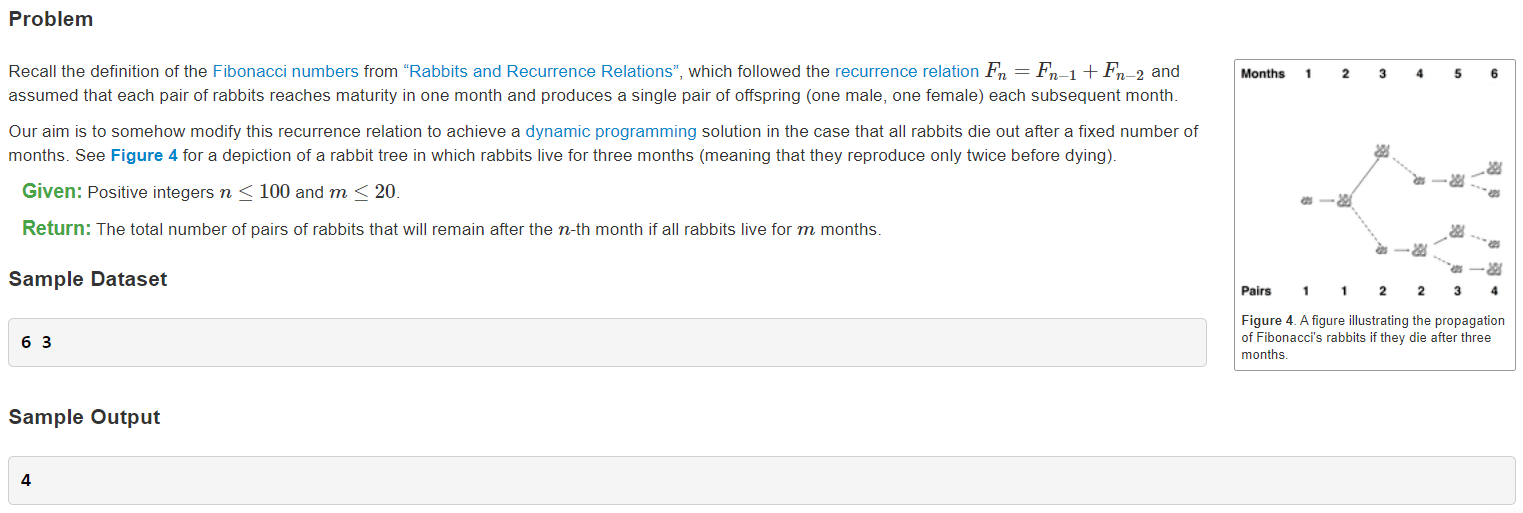 Problem
Recall the definition of the Fibonacci numbers from “Rabbits and Recurrence Relations”, which followed the recurrence relation Fn = Fn−1 + Fn−2 and
assumed that each pair of rabbits reaches maturity in one month and produces a single pair of offspring (one male, one female) each subsequent month.
Our aim is to somehow modify this recurrence relation to achieve a dynamic programming solution in the case that all rabbits die out after a fixed number of
months. See Figure 4 for a depiction of a rabbit tree in which rabbits live for three months (meaning that they reproduce only twice before dying).
Given: Positive integers n ≤ 100 and m ≤ 20.
Return: The total number of pairs of rabbits that will remain after the n-th month if all rabbits live for m months.
Sample Dataset
6 3
Sample Output
4
Months 1 2 3 4 5 6
Pairs 1 1 2 2 3 4
Figure 4. A figure illustrating the propagation
of Fibonacci's rabbits if they die after three
months.